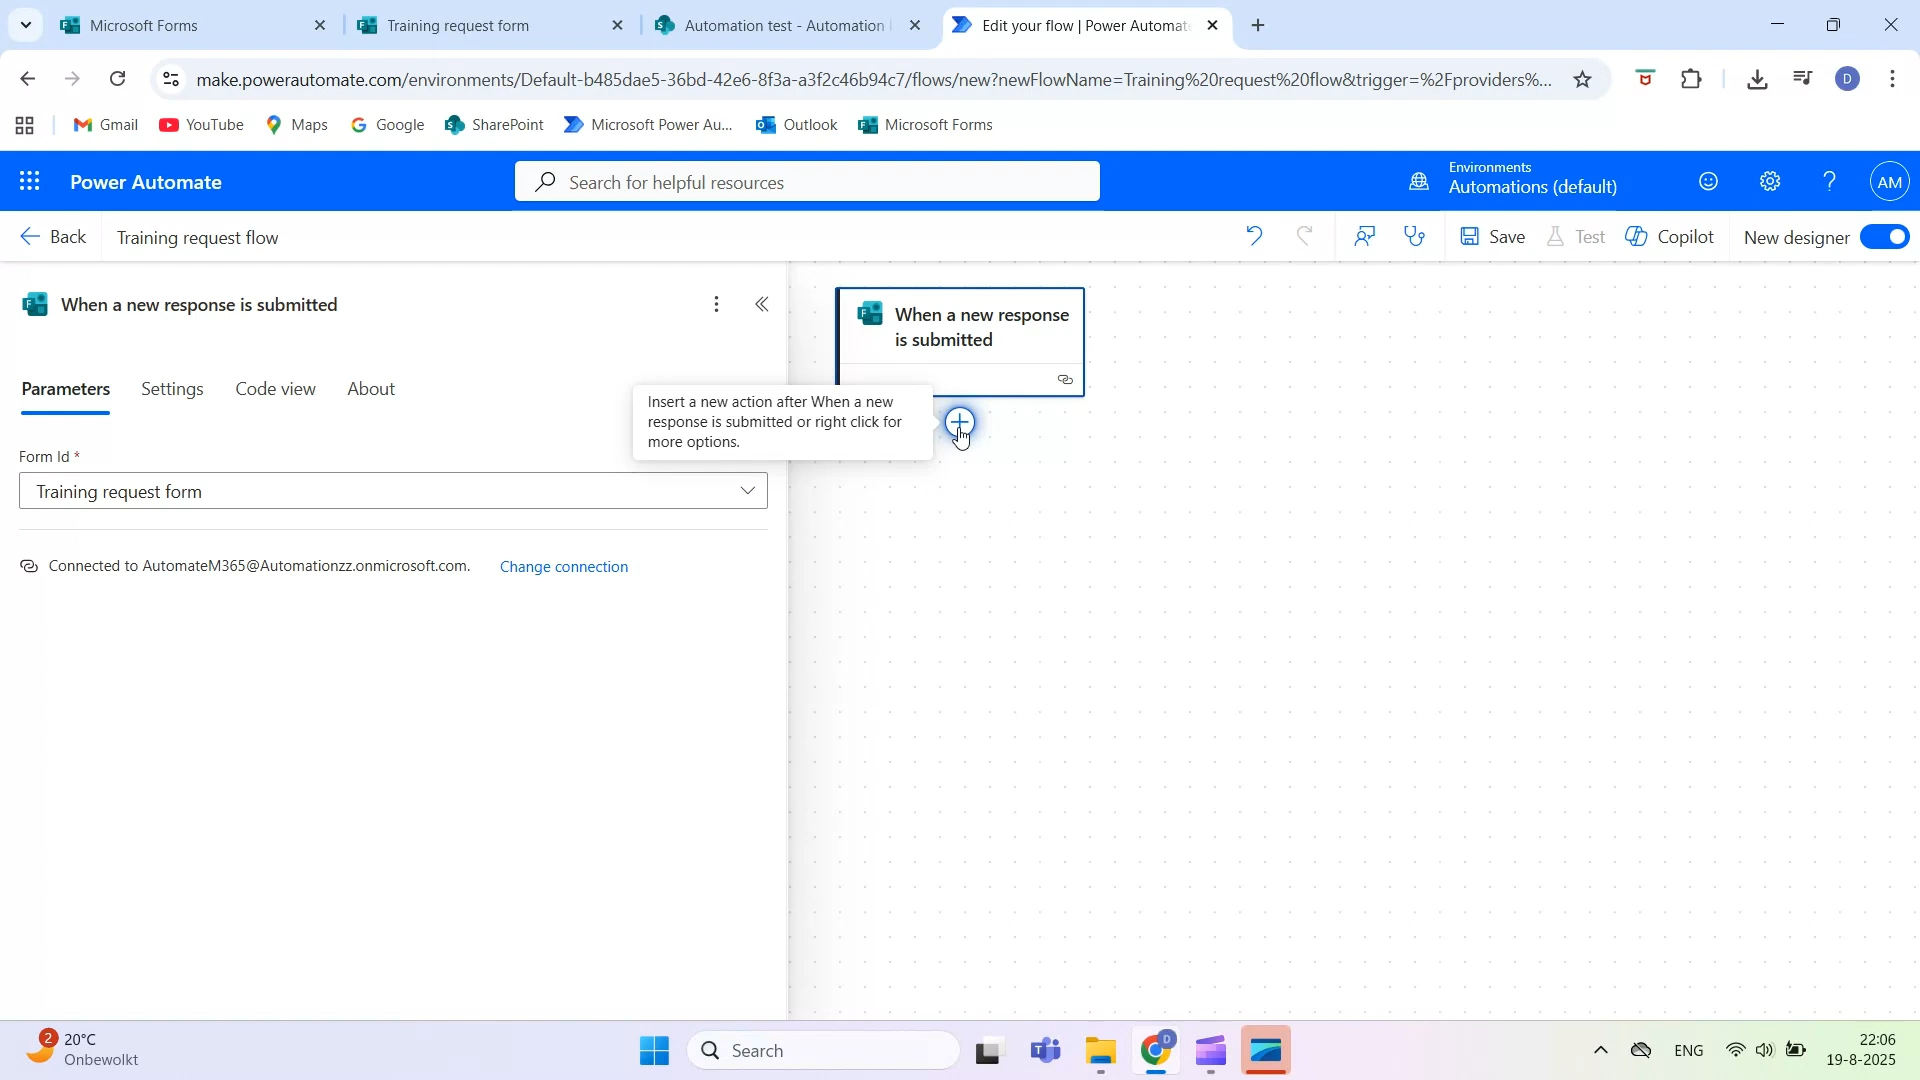 Microsoft Forms
Training request form
Automation test - Automation
Edit your flow | Power Automat
make.powerautomate.com/environments/Default-b485dae5-36bd-42e6-8f3a-a3f2c46b94c7/flows/new?newFlowName=Training%20request%20flow&trigger=%2Fproviders%...
D
Gmail
YouTube
Maps
Google
SharePoint
Microsoft Power Au...
Outlook
Microsoft Forms
Power Automate
Search for helpful resources
Environments
Automations (default)
AM
Back
Training request flow
Save
Test
Copilot
New designer
When a new response is submitted
Parameters
Settings
Code view
About
Form Id *
Training request form
Connected to AutomateM365@Automationzz.onmicrosoft.com.
Change connection
When a new response
is submitted
Insert a new action after When a new
response is submitted or right click for
more options.
2
20°C
Onbewolkt
Search
D
ENG
22:06
19-8-2025